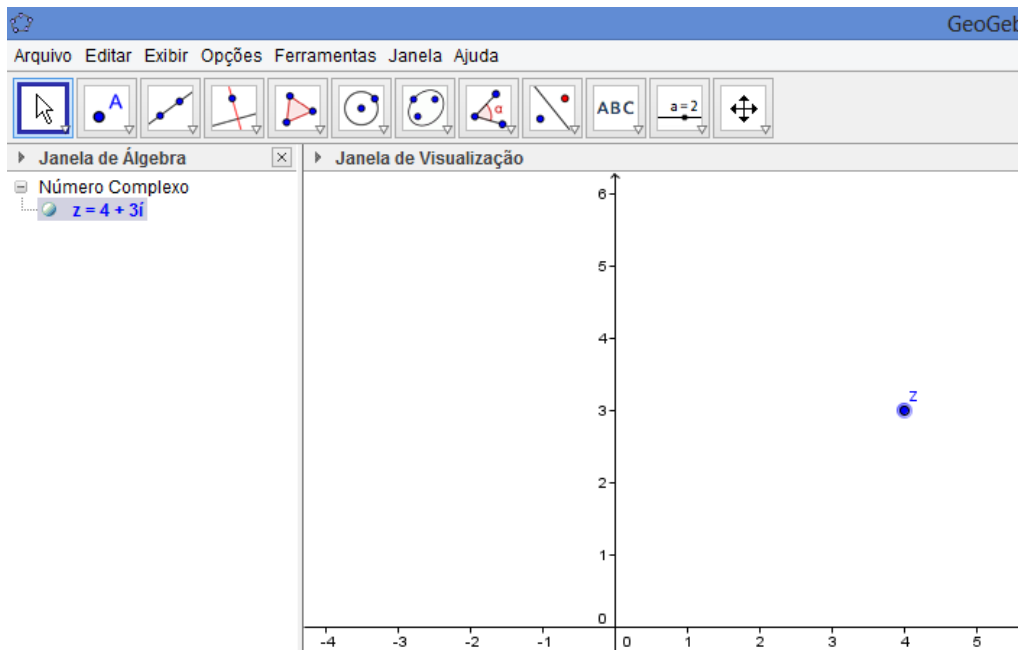 GeoGeb
Arquivo Editar Exibir Opções Ferramentas Janela Ajuda
A
α
ABC
a=2
Janela de Álgebra
Janela de Visualização
Número Complexo
z = 4 + 3í
6
5
4
z
3
2
1
0
-4 -3 -2 -1 0 1 2 3 4 5